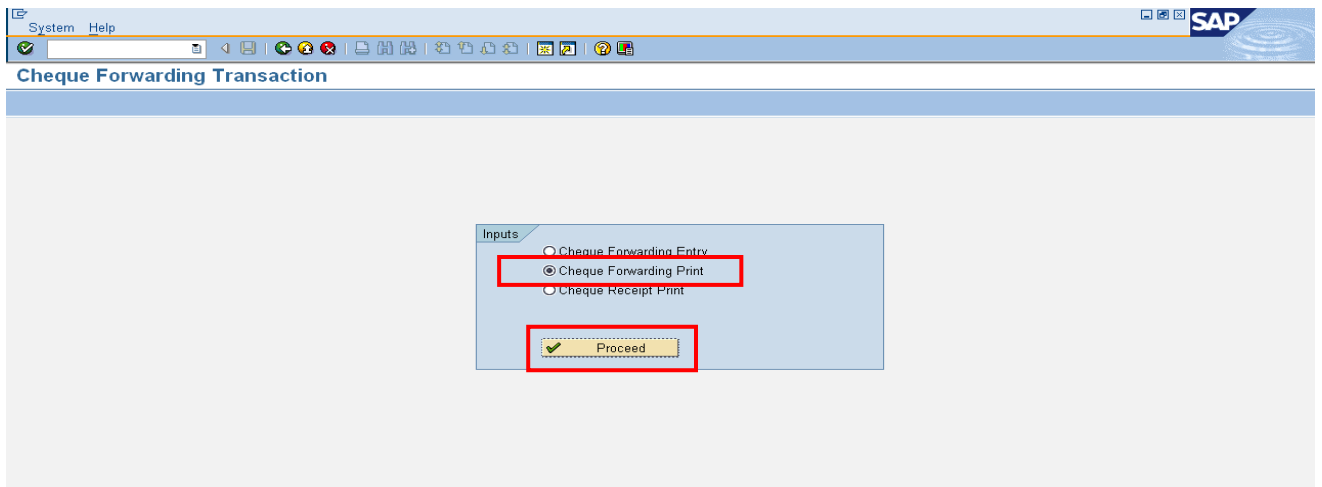 System Help
SAP
Cheque Forwarding Transaction
Inputs
Cheque Forwarding Entry
Cheque Forwarding Print
Cheque Receipt Print
Proceed